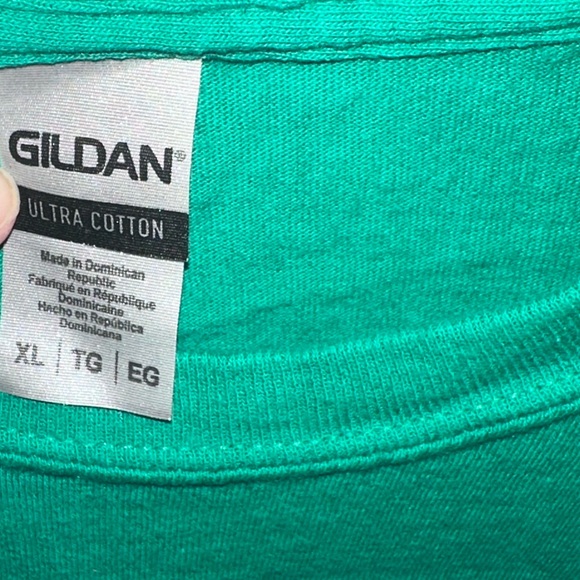 GILDAN®
ULTRA COTTON
Made in Dominican
Republic
Fabriqué en République
Dominicaine
Hecho en República
Dominicana
XL | TG | EG